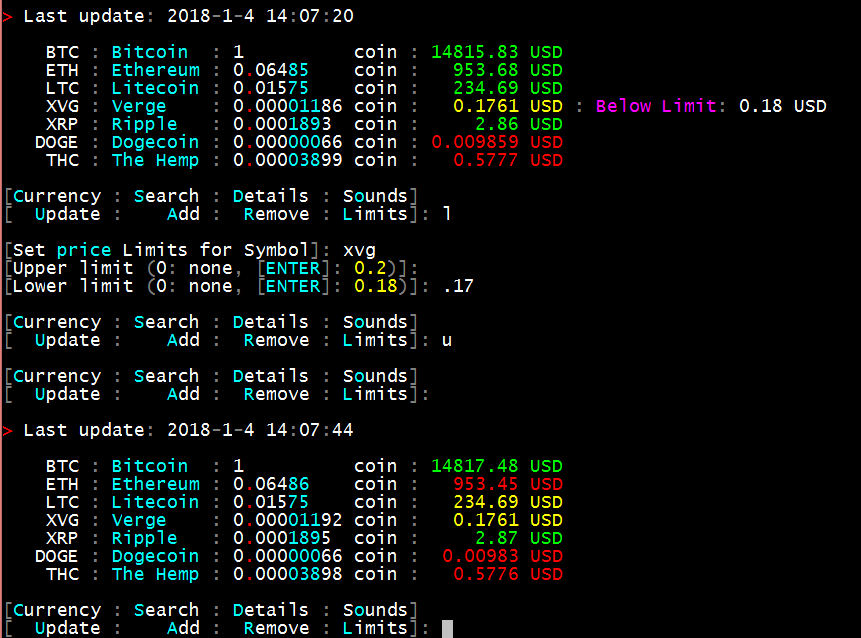 > Last update: 2018-1-4 14:07:20
BTC : Bitcoin : 1 coin : 14815.83 USD
ETH : Ethereum : 0.06485 coin : 953.68 USD
LTC : Litecoin : 0.01575 coin : 234.69 USD
XVG : Verge : 0.00001186 coin : 0.1761 USD : Below Limit: 0.18 USD
XRP : Ripple : 0.0001893 coin : 2.86 USD
DOGE : Dogecoin : 0.00000066 coin : 0.009859 USD
THC : The Hemp : 0.00003899 coin : 0.5777 USD
[Currency : Search : Details : Sounds]
[ Update : Add : Remove : Limits]: l
[Set price Limits for Symbol]: xvg
[Upper limit (0: none, [ENTER]: 0.2)]:
[Lower limit (0: none, [ENTER]: 0.18)]: .17
[Currency : Search : Details : Sounds]
[ Update : Add : Remove : Limits]: u
[Currency : Search : Details : Sounds]
[ Update : Add : Remove : Limits]:
> Last update: 2018-1-4 14:07:44
BTC : Bitcoin : 1 coin : 14817.48 USD
ETH : Ethereum : 0.06486 coin : 953.45 USD
LTC : Litecoin : 0.01575 coin : 234.69 USD
XVG : Verge : 0.00001192 coin : 0.1761 USD
XRP : Ripple : 0.0001895 coin : 2.87 USD
DOGE : Dogecoin : 0.00000066 coin : 0.00983 USD
THC : The Hemp : 0.00003898 coin : 0.5776 USD
[Currency : Search : Details : Sounds]
[ Update : Add : Remove : Limits]: